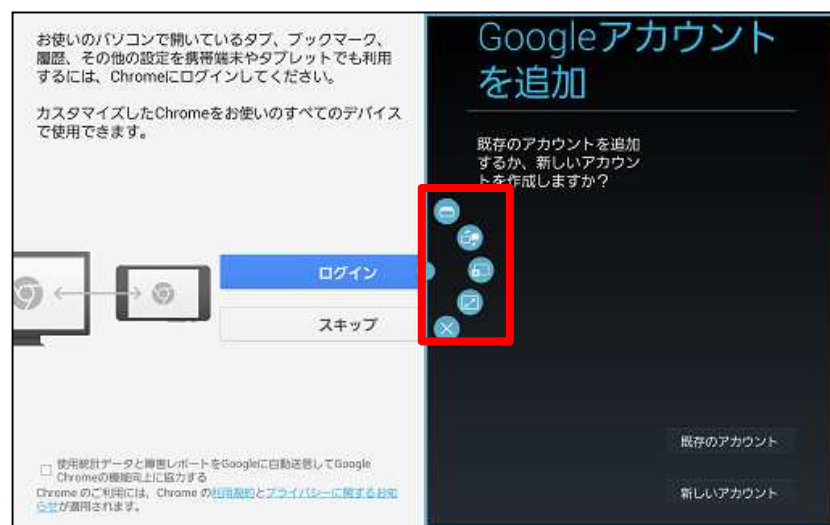 お使いのパソコンで開いているタブ、ブックマーク、
履歴、その他の設定を携帯端末やタブレットでも利用
するには、Chromeにログインしてください。
カスタマイズしたChromeをお使いのすべてのデバイス
で使用できます。
ログイン
スキップ
使用統計データと障害レポートをGoogleに自動送信してGoogle
Chromeの機能向上に協力する
Chrome のご利用には、Chrome の利用規約とプライバシーに関するお知
らせが適用されます。
Googleアカウント
を追加
既存のアカウントを追加
するか、新しいアカウン
トを作成しますか？
既存のアカウント
新しいアカウント